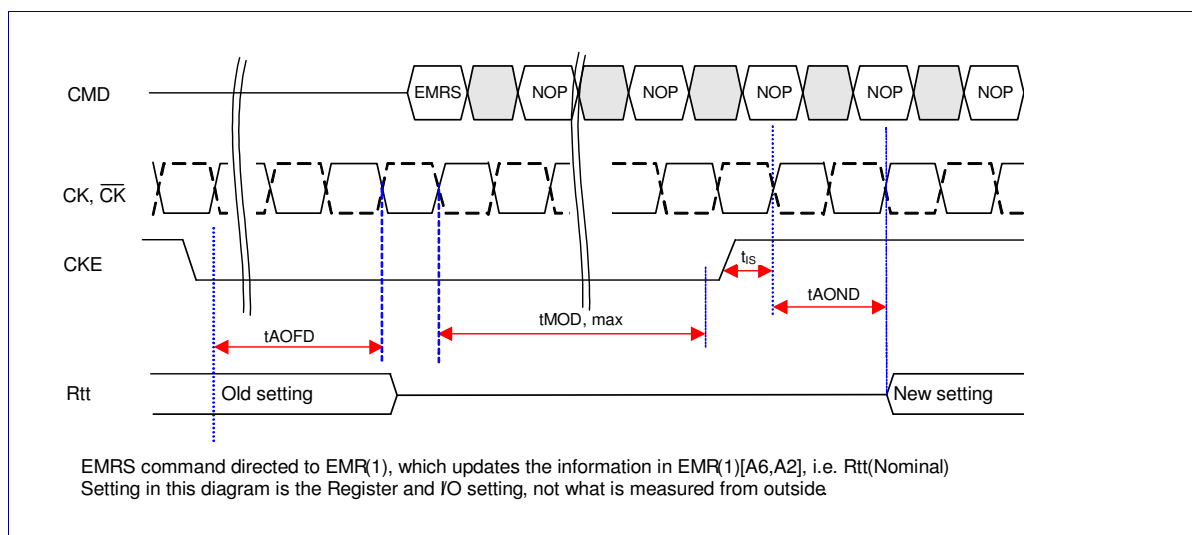 CMD
EMRS NOP NOP NOP NOP NOP
CK, CK
CKE
tIS
tAOND
tMOD, max
tAOFD
Rtt
Old setting
New setting
EMRS command directed to EMR(1), which updates the information in EMR(1)[A6,A2], i.e. Rtt(Nominal)
Setting in this diagram is the Register and I/O setting, not what is measured from outside.